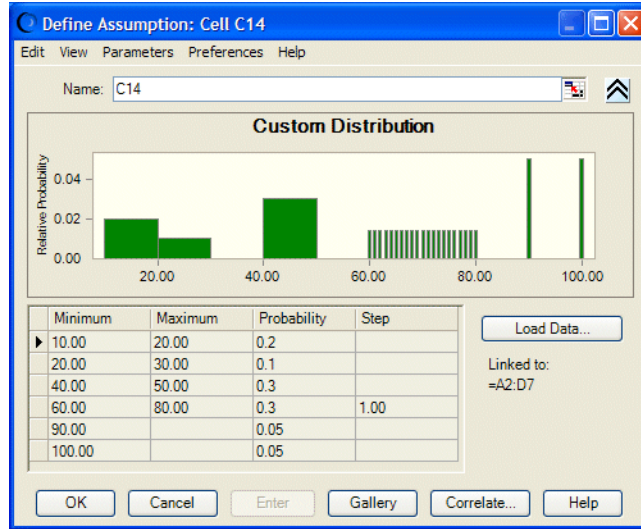 Define Assumption: Cell C14
Edit View Parameters Preferences Help
Name: C14
Custom Distribution
Relative Probability
0.04
0.02
0.00
20.00 40.00 60.00 80.00 100.00
Minimum Maximum Probability Step
10.00 20.00 0.2
20.00 30.00 0.1
40.00 50.00 0.3
60.00 80.00 0.3 1.00
90.00 0.05
100.00 0.05
Load Data...
Linked to:
=A2:D7
OK Cancel Enter Gallery Correlate... Help